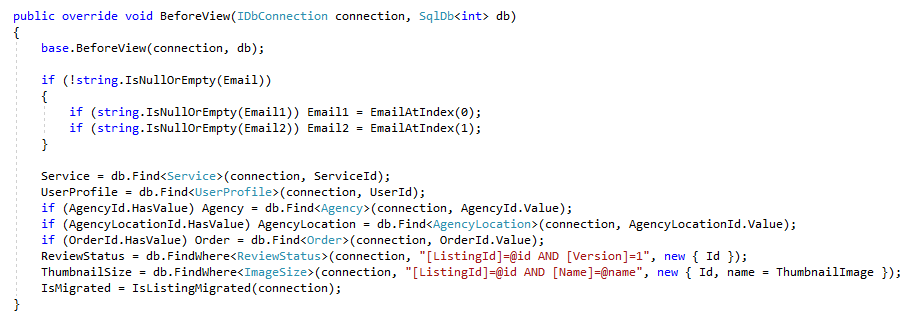 public override void BeforeView(IDbConnection connection, SqlDb<int> db)
{
    base.BeforeView(connection, db);

    if (!string.IsNullOrEmpty(Email))
    {
        if (string.IsNullOrEmpty(Email1)) Email1 = EmailAtIndex(0);
        if (string.IsNullOrEmpty(Email2)) Email2 = EmailAtIndex(1);
    }

    Service = db.Find<Service>(connection, ServiceId);
    UserProfile = db.Find<UserProfile>(connection, UserId);
    if (AgencyId.HasValue) Agency = db.Find<Agency>(connection, AgencyId.Value);
    if (AgencyLocationId.HasValue) AgencyLocation = db.Find<AgencyLocation>(connection, AgencyLocationId.Value);
    if (OrderId.HasValue) Order = db.Find<Order>(connection, OrderId.Value);
    ReviewStatus = db.FindWhere<ReviewStatus>(connection, "[ListingId]=@id AND [Version]=1", new { Id });
    ThumbnailSize = db.FindWhere<ImageSize>(connection, "[ListingId]=@id AND [Name]=@name", new { Id, name = ThumbnailImage });
    IsMigrated = IsListingMigrated(connection);
}